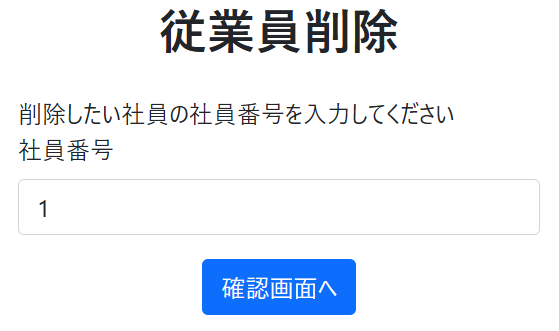 従業員削除
削除したい社員の社員番号を入力してください
社員番号
1
確認画面へ